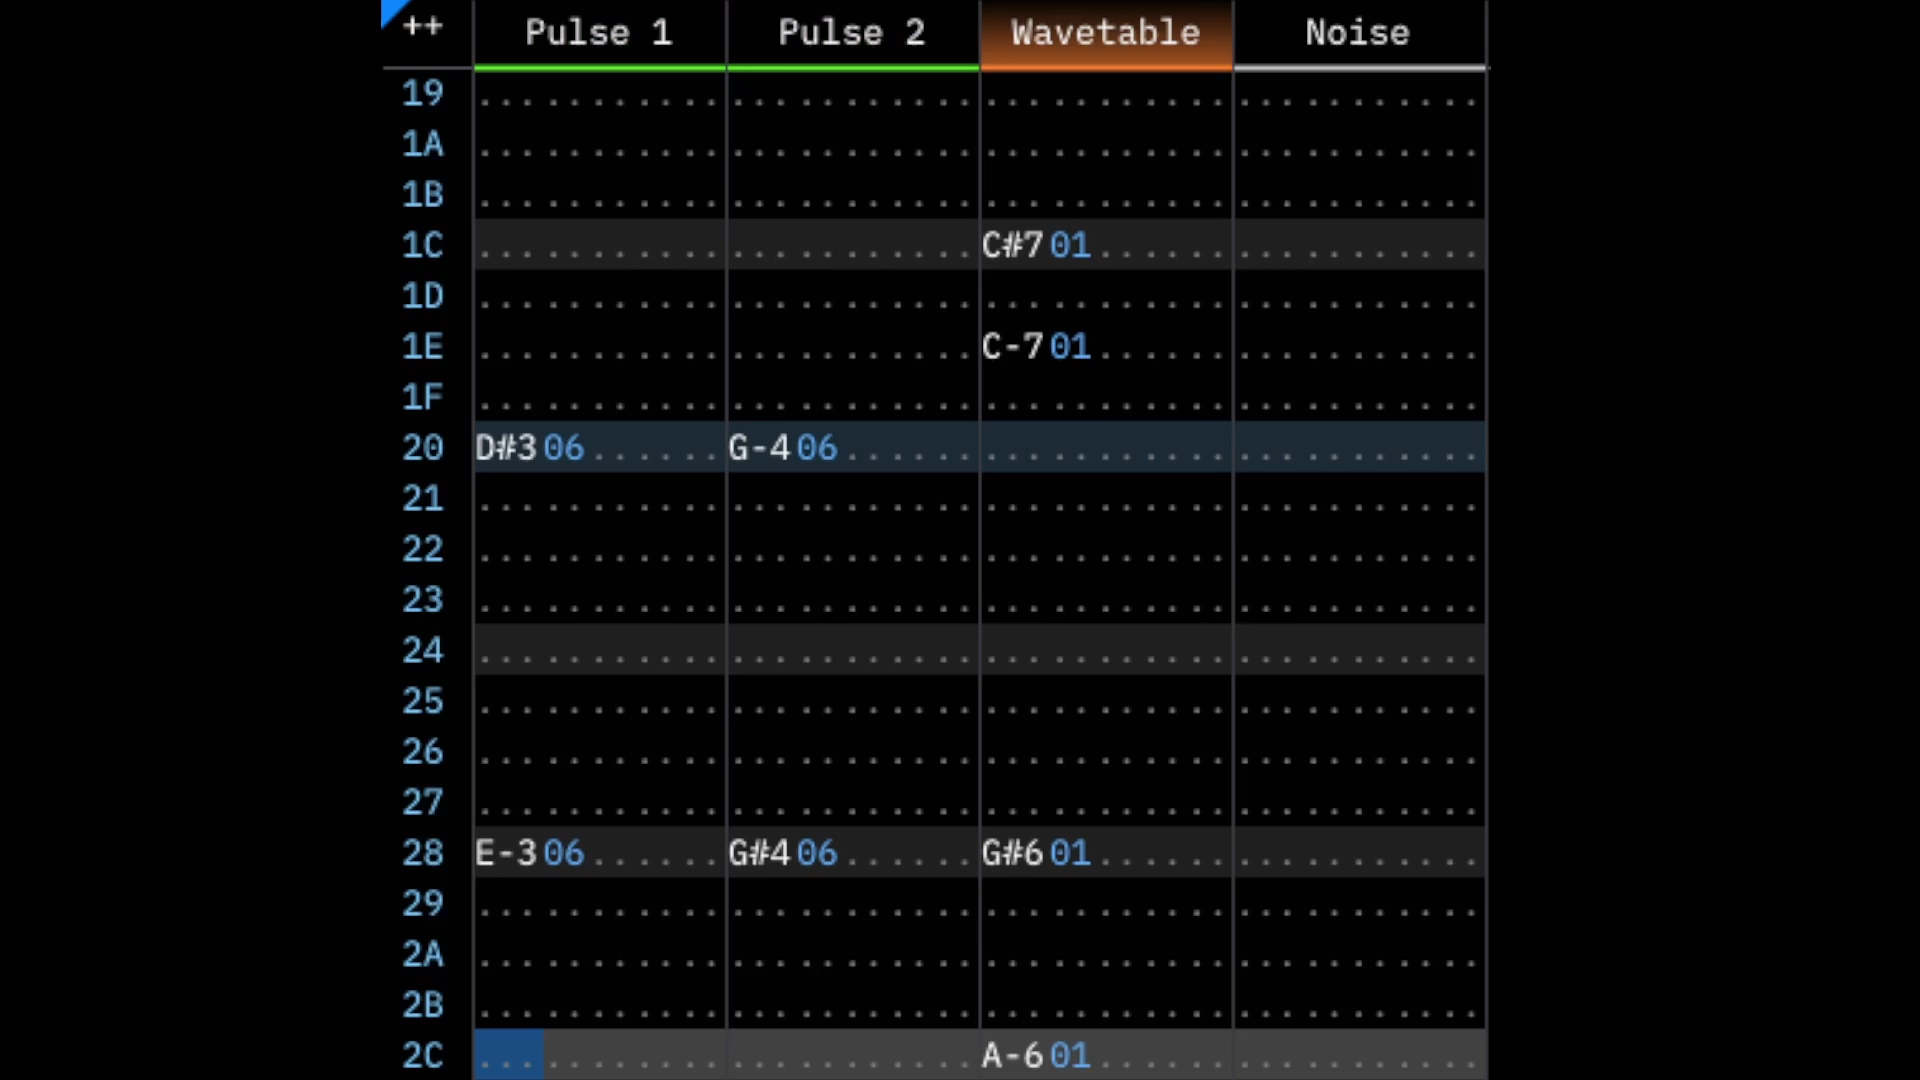 ++ Pulse 1 Pulse 2 Wavetable Noise
19 ........... ........... ........... ...........
1A ........... ........... ........... ...........
1B ........... ........... ........... ...........
1C ........... ........... C#7 01 ...... ...........
1D ........... ........... ........... ...........
1E ........... ........... C-7 01 ...... ...........
1F ........... ........... ........... ...........
20 D#3 06 ...... G-4 06 ...... ........... ...........
21 ........... ........... ........... ...........
22 ........... ........... ........... ...........
23 ........... ........... ........... ...........
24 ........... ........... ........... ...........
25 ........... ........... ........... ...........
26 ........... ........... ........... ...........
27 ........... ........... ........... ...........
28 E-3 06 ...... G#4 06 ...... G#6 01 ...... ...........
29 ........... ........... ........... ...........
2A ........... ........... ........... ...........
2B ........... ........... ........... ...........
2C ........... ........... A-6 01 ...... ...........